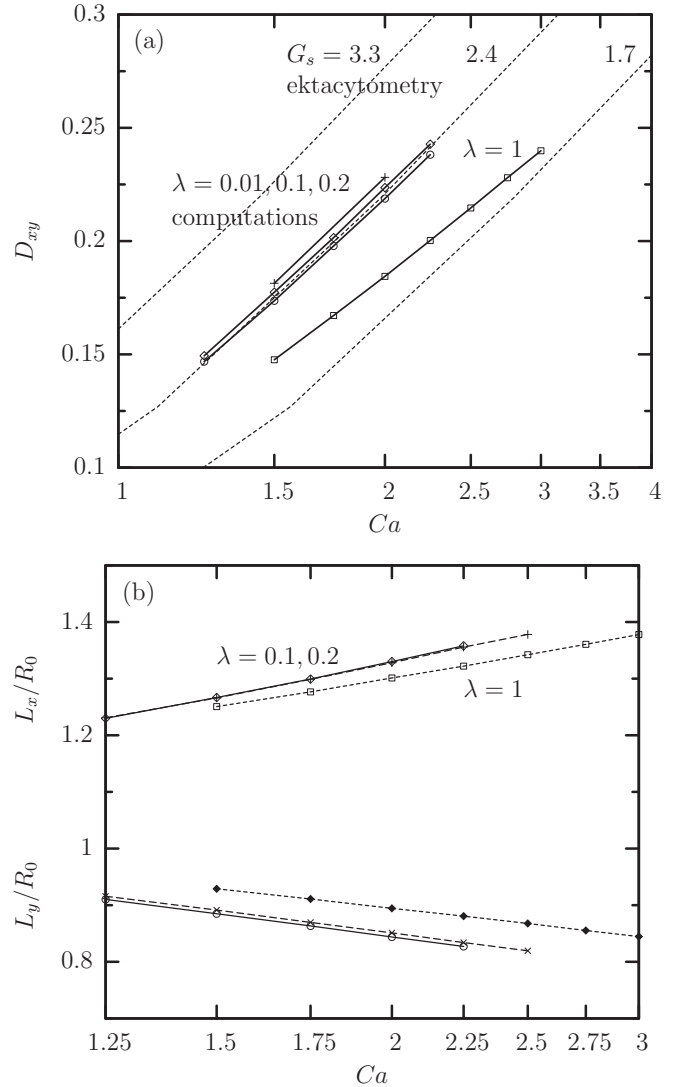 (a)
0.3
G_s = 3.3
2.4
1.7
ektacytometry
0.25
λ = 1
λ = 0.01, 0.1, 0.2
computations
D_{xy}
0.2
0.15
0.1
1
1.5
2
2.5
3
3.5
4
Ca
(b)
1.4
λ = 0.1, 0.2
L_x/R_0
λ = 1
1.2
1
L_y/R_0
0.8
1.25
1.5
1.75
2
2.25
2.5
2.75
3
Ca